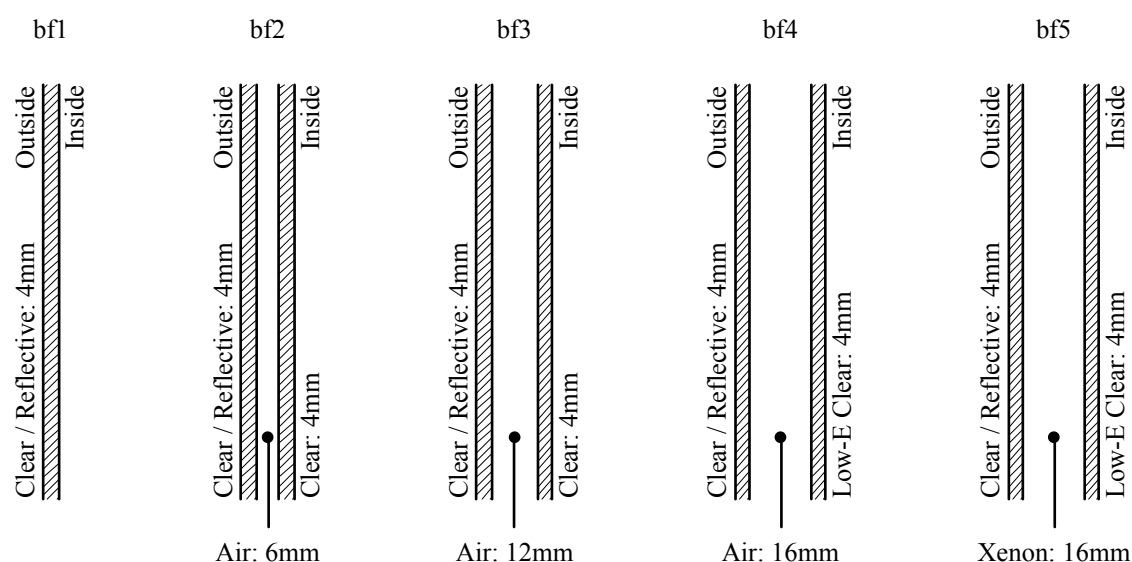 bf1
bf2
bf3
bf4
bf5
Outside
Inside
Clear / Reflective: 4mm
Outside
Inside
Clear / Reflective: 4mm
Clear: 4mm
Air: 6mm
Outside
Inside
Clear / Reflective: 4mm
Clear: 4mm
Air: 12mm
Outside
Inside
Clear / Reflective: 4mm
Low-E Clear: 4mm
Air: 16mm
Outside
Inside
Clear / Reflective: 4mm
Low-E Clear: 4mm
Xenon: 16mm